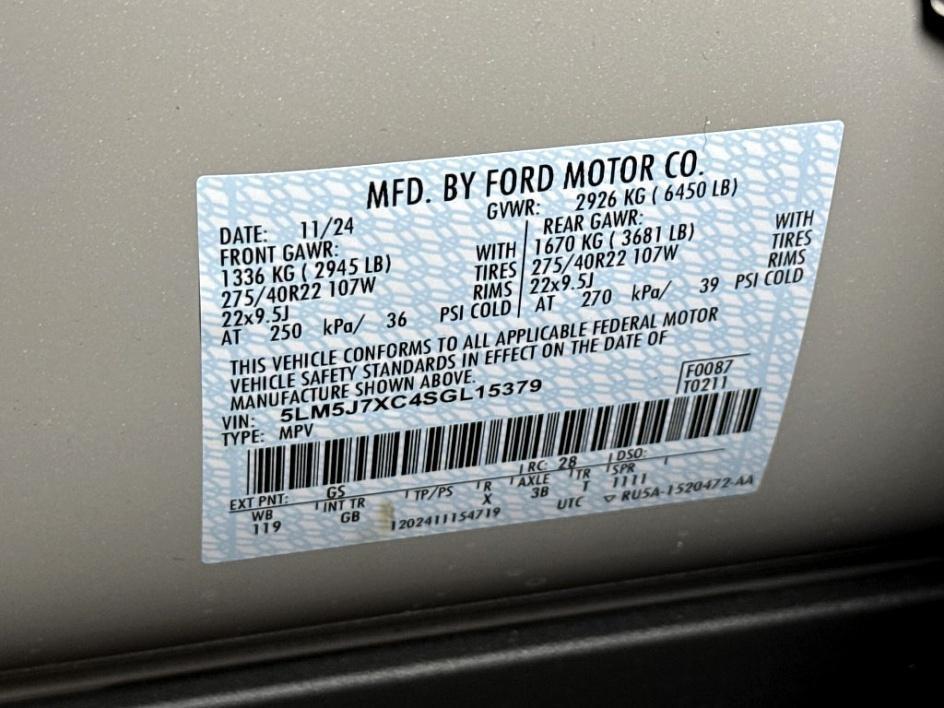 MFD. BY FORD MOTOR CO.
DATE: 11/24 GVWR: 2926 KG ( 6450 LB)
FRONT GAWR: REAR GAWR:
1336 KG ( 2945 LB) WITH 1670 KG ( 3681 LB) WITH
275/40R22 107W TIRES 275/40R22 107W TIRES
22x9.5J RIMS 22x9.5J RIMS
AT 250 kPa/ 36 PSI COLD AT 270 kPa/ 39 PSI COLD
THIS VEHICLE CONFORMS TO ALL APPLICABLE FEDERAL MOTOR
VEHICLE SAFETY STANDARDS IN EFFECT ON THE DATE OF
MANUFACTURE SHOWN ABOVE.
VIN: 5LM5J7XC4SGL15379 F0087
TYPE: MPV T0211
RC: 28 DSO:
EXT PNT: GS INT TR TP/PS R AXLE TR SPR
WB GB X 3B T 1111
119 1202411154719 UTC ▽ RU5A-1520472-AA